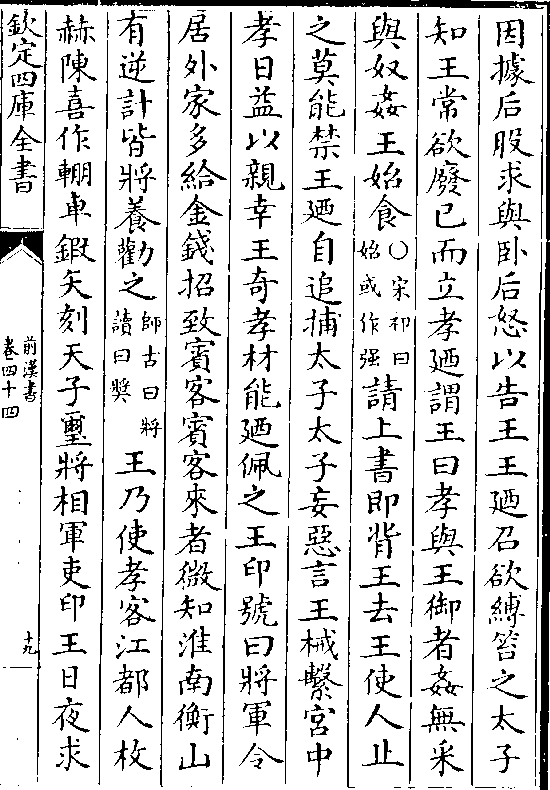 因據后股求與卧后怒以告王王廼召欲縛笞之太子
知王常欲廢已而立孝廼謂王曰孝與王御者姦無采
與奴姦王始食〇宋祁曰始或作强請上書即背王去王使人止
之莫能禁王廼自追捕太子太子妄惡言王械繫宫中
孝日益以親幸王奇孝材能廼佩之王印號曰將軍令
居外家多給金錢招致賓客賓客來者微知淮南衡山
有逆計皆將養勸之師古曰將讀曰奬王乃使孝客江都人枚
赫陳喜作輣車鍜矢刻天子璽將相軍吏印王日夜求
欽定四庫全書
前漢書
卷四十四
十九